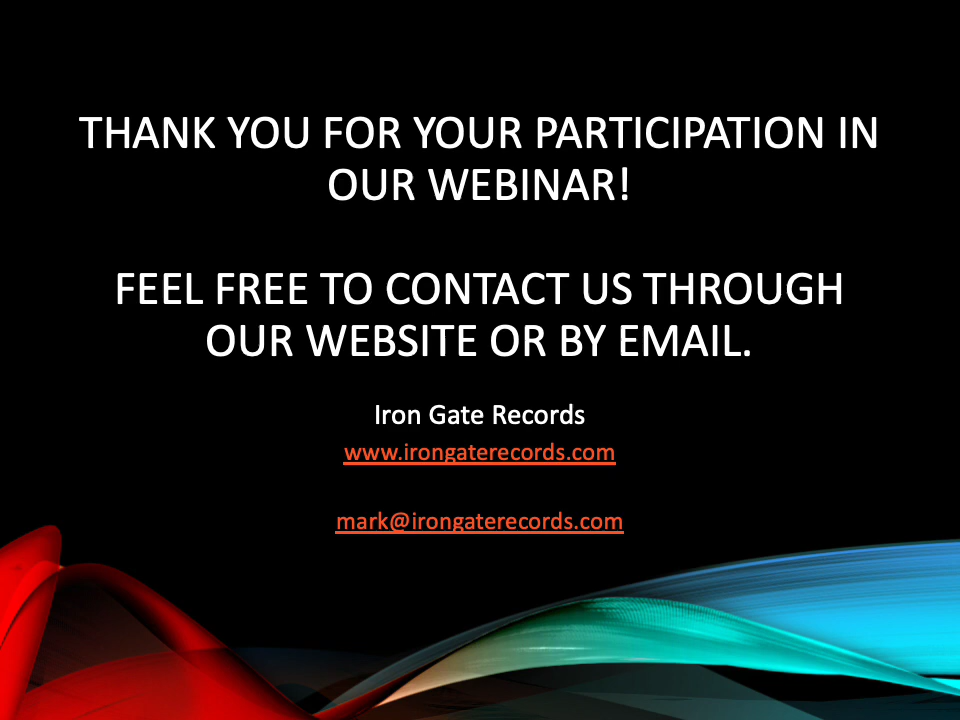 THANK YOU FOR YOUR PARTICIPATION IN
OUR WEBINAR!
FEEL FREE TO CONTACT US THROUGH
OUR WEBSITE OR BY EMAIL.
Iron Gate Records
www.irongaterecords.com
mark@irongaterecords.com